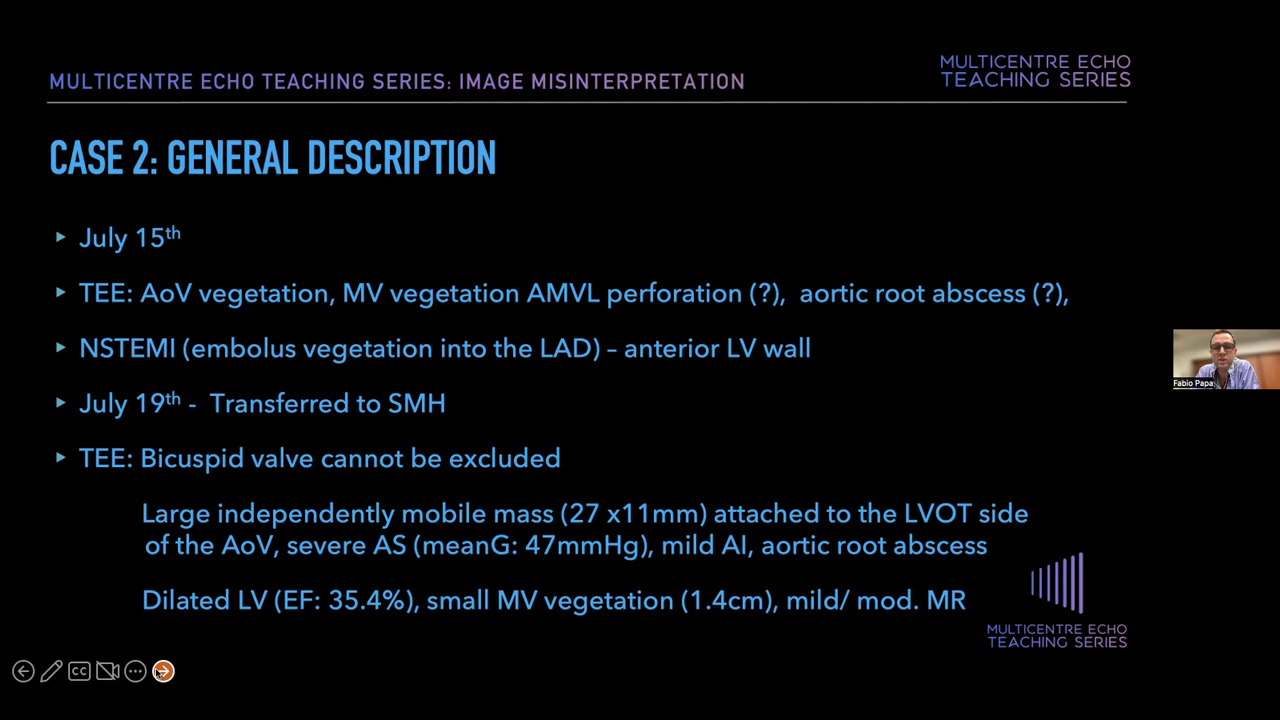 MULTICENTRE ECHO TEACHING SERIES: IMAGE MISINTERPRETATION
MULTICENTRE ECHO
TEACHING SERIES
CASE 2: GENERAL DESCRIPTION
July 15th
TEE: AoV vegetation, MV vegetation AMVL perforation (?), aortic root abscess (?),
NSTEMI (embolus vegetation into the LAD) – anterior LV wall
Fabio Papa
July 19th - Transferred to SMH
TEE: Bicuspid valve cannot be excluded
Large independently mobile mass (27 x11mm) attached to the LVOT side
of the AoV, severe AS (meanG: 47mmHg), mild AI, aortic root abscess
Dilated LV (EF: 35.4%), small MV vegetation (1.4cm), mild/ mod. MR
MULTICENTRE ECHO
TEACHING SERIES
CC